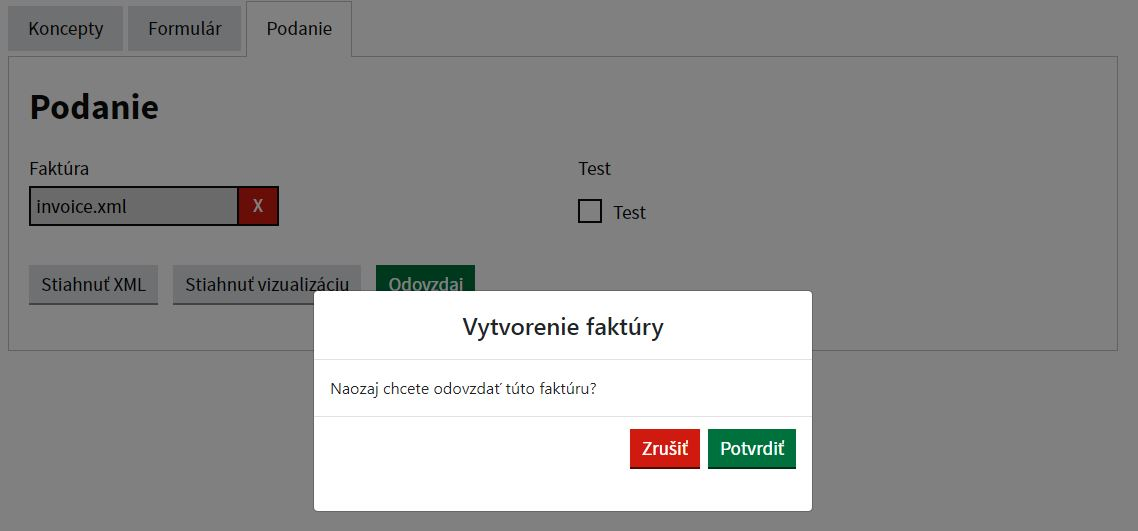 Koncepty Formulár Podanie
Podanie
Faktúra Test
invoice.xml X
Test
Stiahnuť XML Stiahnuť vizualizáciu Odovzdaj
Vytvorenie faktúry
Naozaj chcete odovzdať túto faktúru?
Zrušiť Potvrdiť